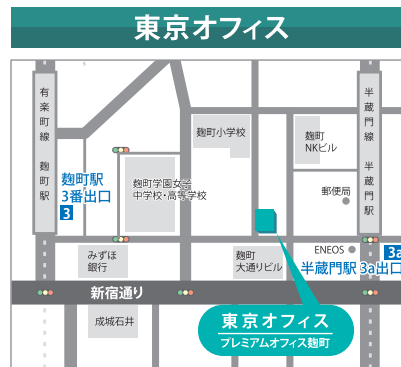 東京オフィス
有楽町線 麹町駅
麹町駅
3番出口
3
麹町学園女子
中学校・高等学校
麹町小学校
麹町
NKビル
半蔵門線 半蔵門駅
郵便局
みずほ
銀行
麹町
大通りビル
ENEOS
3a
半蔵門駅 3a出口
新宿通り
成城石井
東京オフィス
プレミアムオフィス麹町